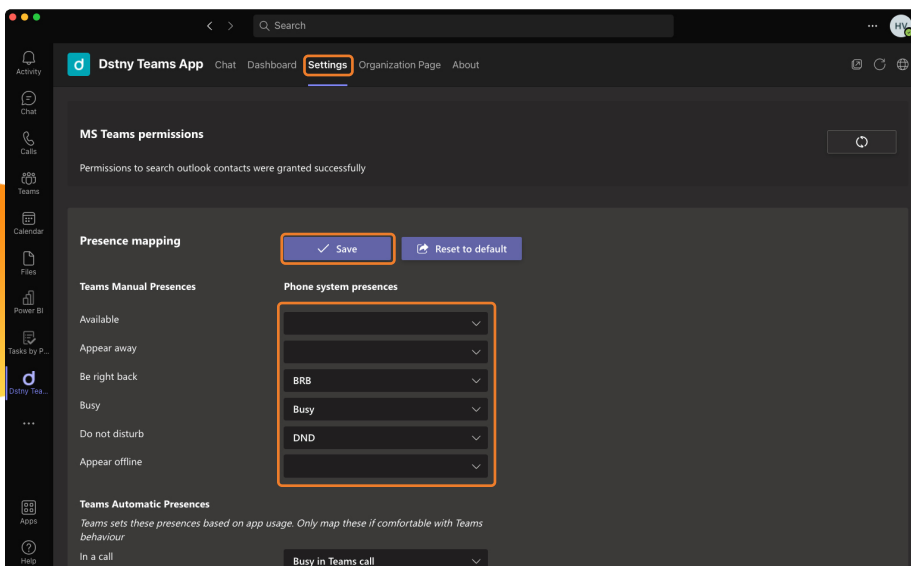 Search
HV
Activity
Chat
Calls
Teams
Calendar
Files
Power BI
Tasks by P...
Dstny Tea...
Apps
Help
d Dstny Teams App Chat Dashboard Settings Organization Page About
MS Teams permissions
Permissions to search outlook contacts were granted successfully
Presence mapping
Save Reset to default
Teams Manual Presences Phone system presences
Available
Appear away
Be right back BRB
Busy Busy
Do not disturb DND
Appear offline
Teams Automatic Presences
Teams sets these presences based on app usage. Only map these if comfortable with Teams
behaviour
In a call Busy in Teams call